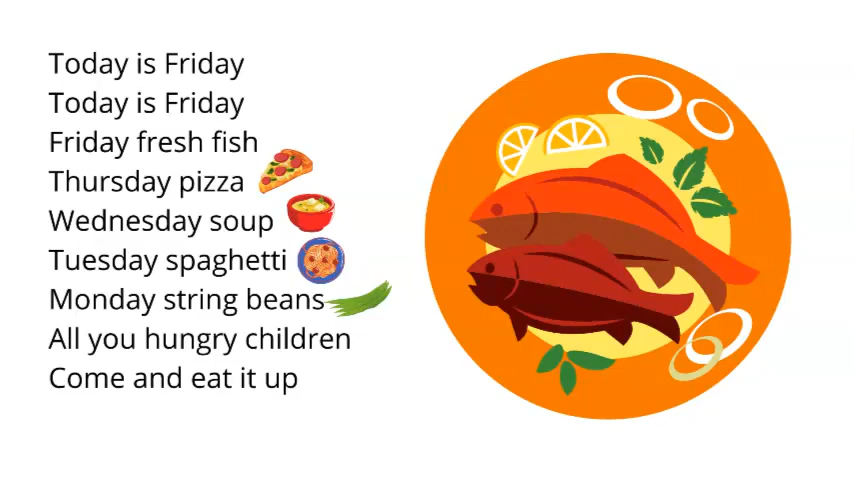 Today is Friday
Today is Friday
Friday fresh fish
Thursday pizza
Wednesday soup
Tuesday spaghetti
Monday string beans
All you hungry children
Come and eat it up